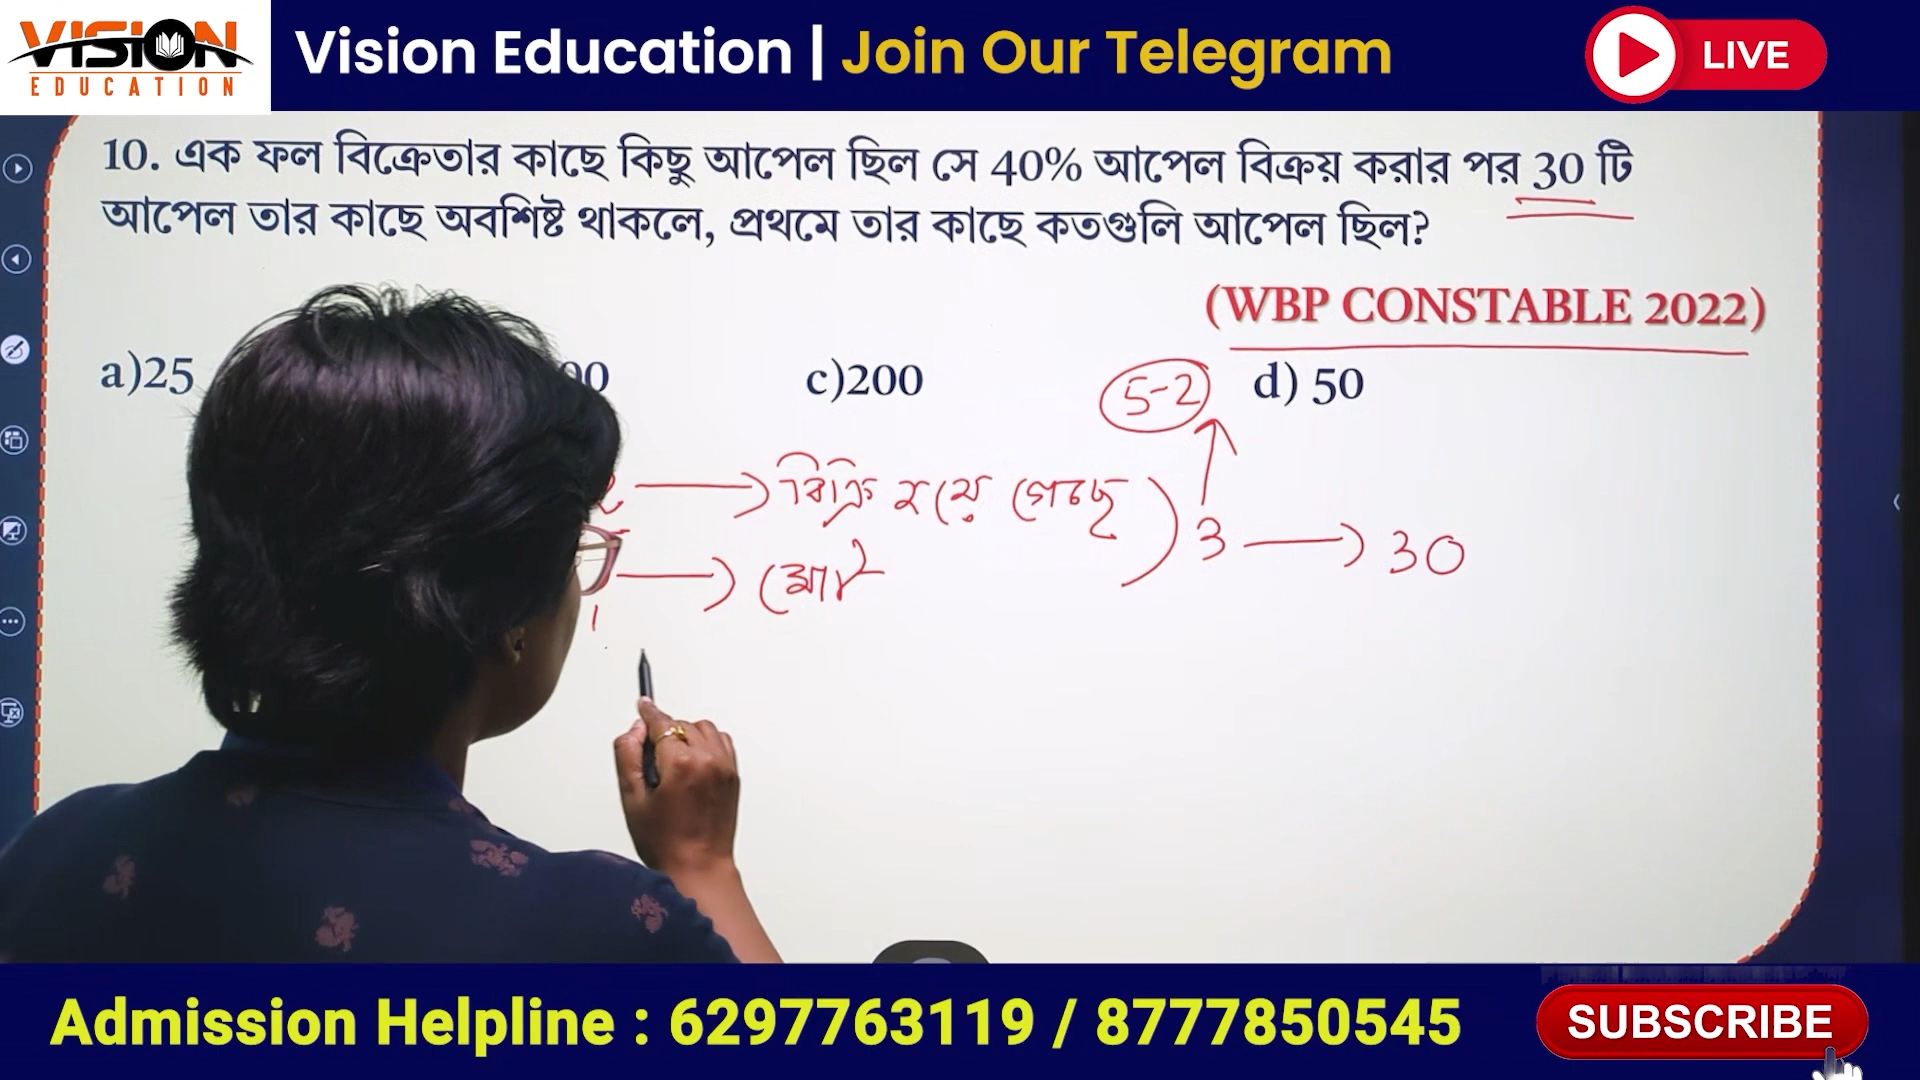 VISION
EDUCATION
Vision Education | Join Our Telegram
LIVE
10. এক ফল বিক্রেতার কাছে কিছু আপেল ছিল সে 40% আপেল বিক্রয় করার পর 30 টি
আপেল তার কাছে অবশিষ্ট থাকলে, প্রথমে তার কাছে কতগুলি আপেল ছিল?
(WBP CONSTABLE 2022)
a)25 00 c)200 d) 50
5-2
বিক্রি হয়ে গেছে
3 → 30
মোট
Admission Helpline : 6297763119 / 8777850545
SUBSCRIBE